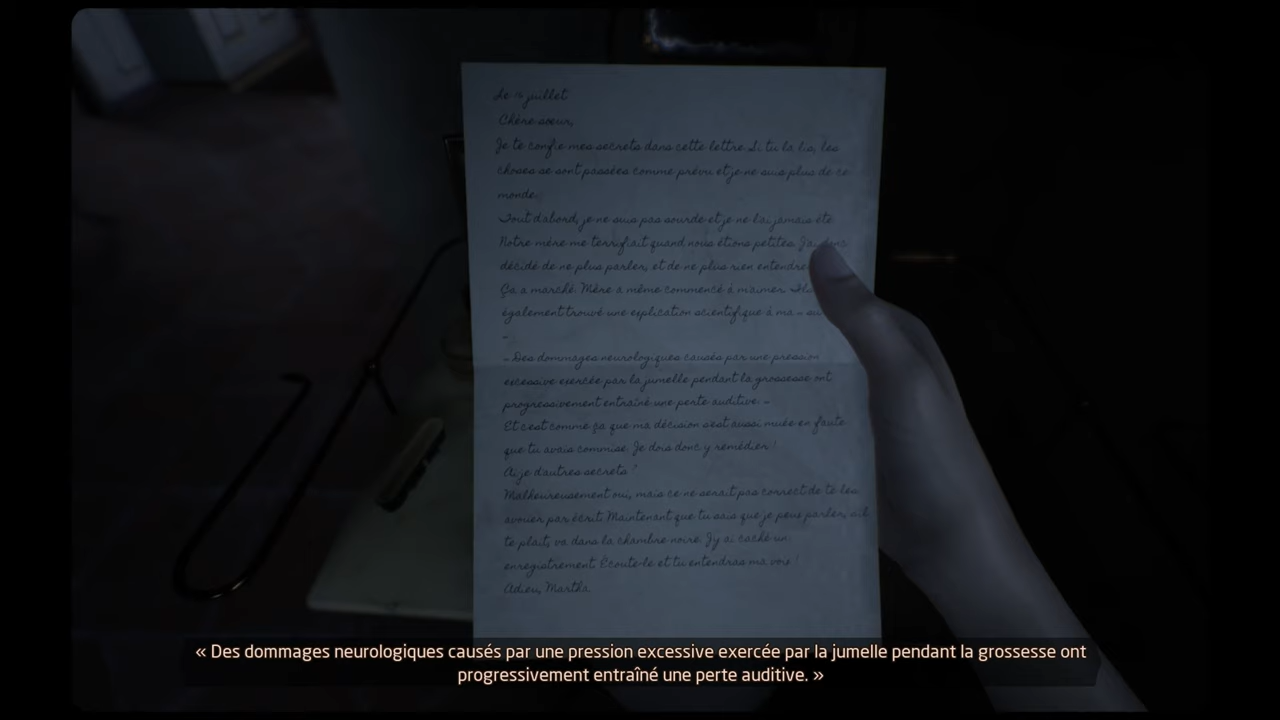 Le 14 juillet
Chère sœur,
Je te confie mes secrets dans cette lettre. Si tu la lis, les
choses se sont passées comme prévu et je ne suis plus de ce
monde.
Tout d'abord, je ne suis pas sourde et je ne l'ai jamais été
Notre mère me terrifiait quand nous étions petites. J'ai donc
décidé de ne plus parler, et de ne plus rien entendre
Ça a marché. Mère a même commencé à m'aimer.
également trouvé une explication scientifique à ma «
»
« Des dommages neurologiques causés par une pression
excessive exercée par la jumelle pendant la grossesse ont
progressivement entraîné une perte auditive. »
Et c'est comme ça que ma décision s'est aussi muée en faute
que tu avais commise. Je dois donc y remédier !
Ai-je d'autres secrets ?
Malheureusement oui, mais ce ne serait pas correct de te les
avouer par écrit. Maintenant que tu sais que je peux parler, s'il
te plaît, va dans la chambre noire. J'y ai caché un
enregistrement. Écoute-le et tu entendras ma voix !
Adieu, Martha.
« Des dommages neurologiques causés par une pression excessive exercée par la jumelle pendant la grossesse ont
progressivement entraîné une perte auditive. »